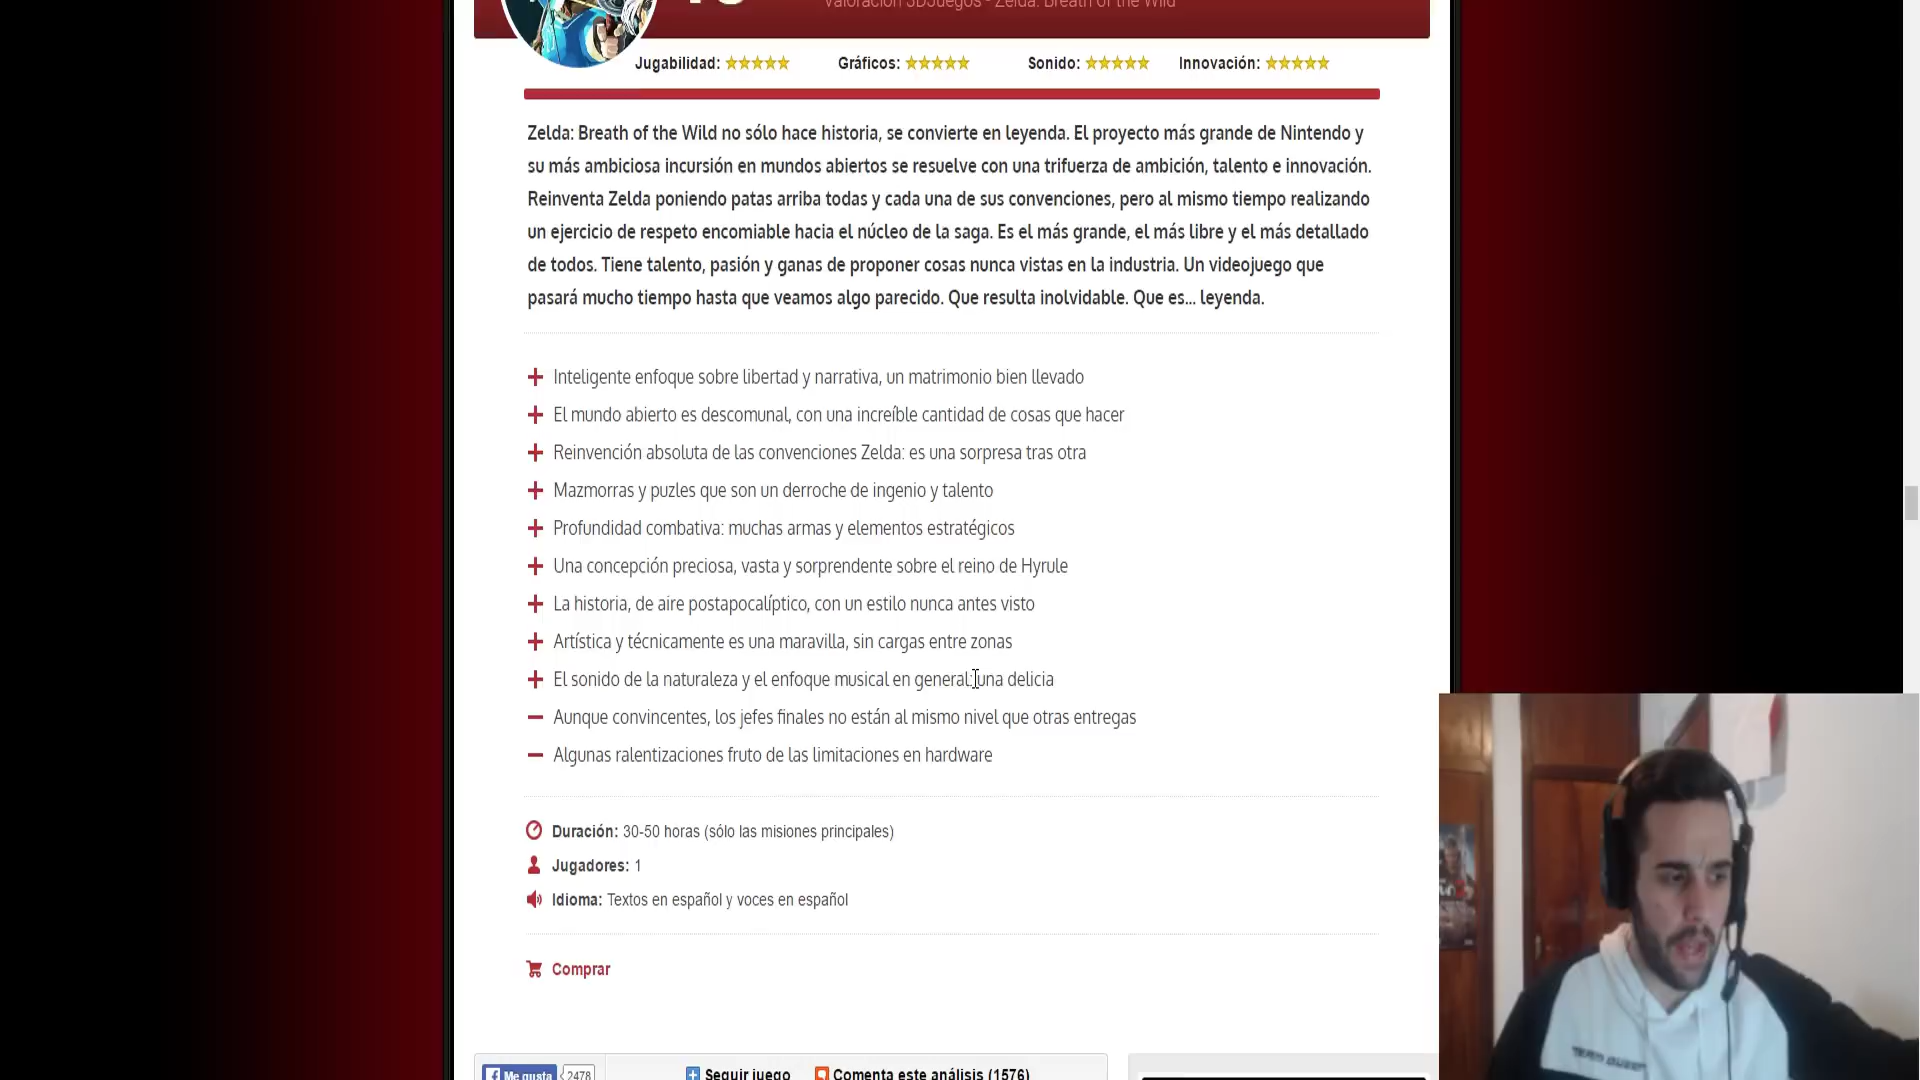 Valoración 3DJuegos - Zelda: Breath of the Wild
Jugabilidad: Gráficos: Sonido: Innovación:
Zelda: Breath of the Wild no sólo hace historia, se convierte en leyenda. El proyecto más grande de Nintendo y
su más ambiciosa incursión en mundos abiertos se resuelve con una trifuerza de ambición, talento e innovación.
Reinventa Zelda poniendo patas arriba todas y cada una de sus convenciones, pero al mismo tiempo realizando
un ejercicio de respeto encomiable hacia el núcleo de la saga. Es el más grande, el más libre y el más detallado
de todos. Tiene talento, pasión y ganas de proponer cosas nunca vistas en la industria. Un videojuego que
pasará mucho tiempo hasta que veamos algo parecido. Que resulta inolvidable. Que es... leyenda.
+ Inteligente enfoque sobre libertad y narrativa, un matrimonio bien llevado
+ El mundo abierto es descomunal, con una increíble cantidad de cosas que hacer
+ Reinvención absoluta de las convenciones Zelda: es una sorpresa tras otra
+ Mazmorras y puzles que son un derroche de ingenio y talento
+ Profundidad combativa: muchas armas y elementos estratégicos
+ Una concepción preciosa, vasta y sorprendente sobre el reino de Hyrule
+ La historia, de aire postapocalíptico, con un estilo nunca antes visto
+ Artística y técnicamente es una maravilla, sin cargas entre zonas
+ El sonido de la naturaleza y el enfoque musical en general: una delicia
− Aunque convincentes, los jefes finales no están al mismo nivel que otras entregas
− Algunas ralentizaciones fruto de las limitaciones en hardware
Duración: 30-50 horas (sólo las misiones principales)
Jugadores: 1
Idioma: Textos en español y voces en español
Comprar
Me gusta 2478 Seguir juego Comenta este análisis (1576)